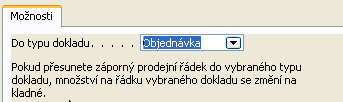 Možnosti
Do typu dokladu. . . . . Objednávka
Pokud přesunete záporný prodejní řádek do vybraného typu
dokladu, množství na řádku vybraného dokladu se změní na
kladné.